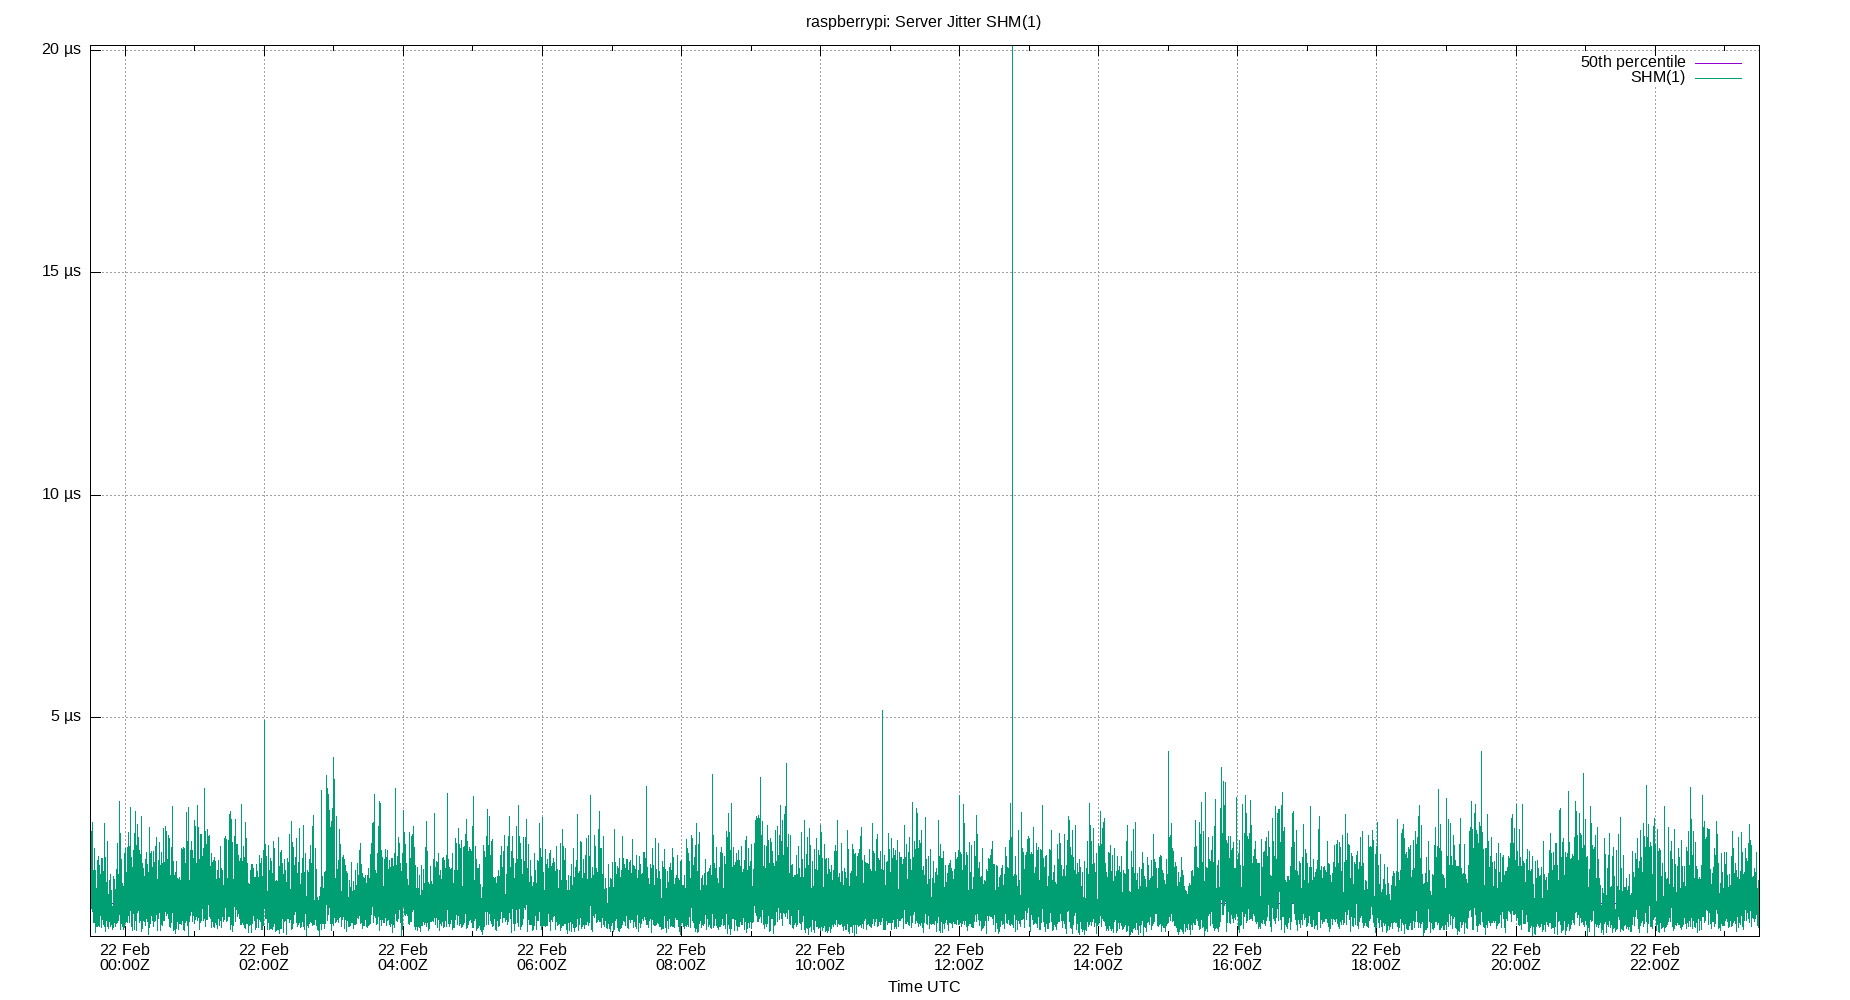 raspberrypi: Server Jitter SHM(1)
20 µs
15 µs
10 µs
5 µs
50th percentile
SHM(1)
22 Feb 22 Feb 22 Feb 22 Feb 22 Feb 22 Feb 22 Feb 22 Feb 22 Feb 22 Feb 22 Feb 22 Feb
00:00Z 02:00Z 04:00Z 06:00Z 08:00Z 10:00Z 12:00Z 14:00Z 16:00Z 18:00Z 20:00Z 22:00Z
Time UTC